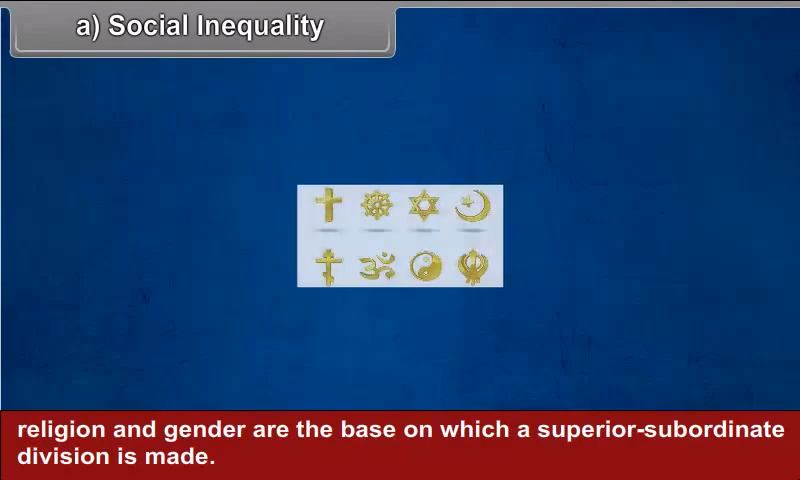 a) Social Inequality
religion and gender are the base on which a superior-subordinate
division is made.